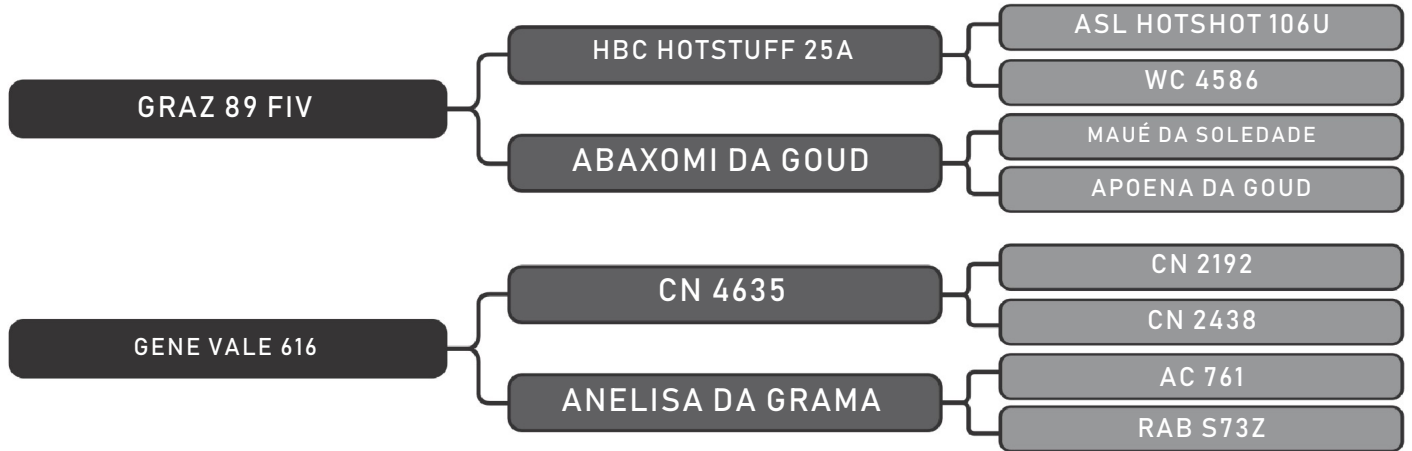 GRAZ 89 FIV
HBC HOTSTUFF 25A
ASL HOTSHOT 106U
WC 4586
ABAXOMI DA GOUD
MAUÉ DA SOLEDADE
APOENA DA GOUD
GENE VALE 616
CN 4635
CN 2192
CN 2438
ANELISA DA GRAMA
AC 761
RAB S73Z